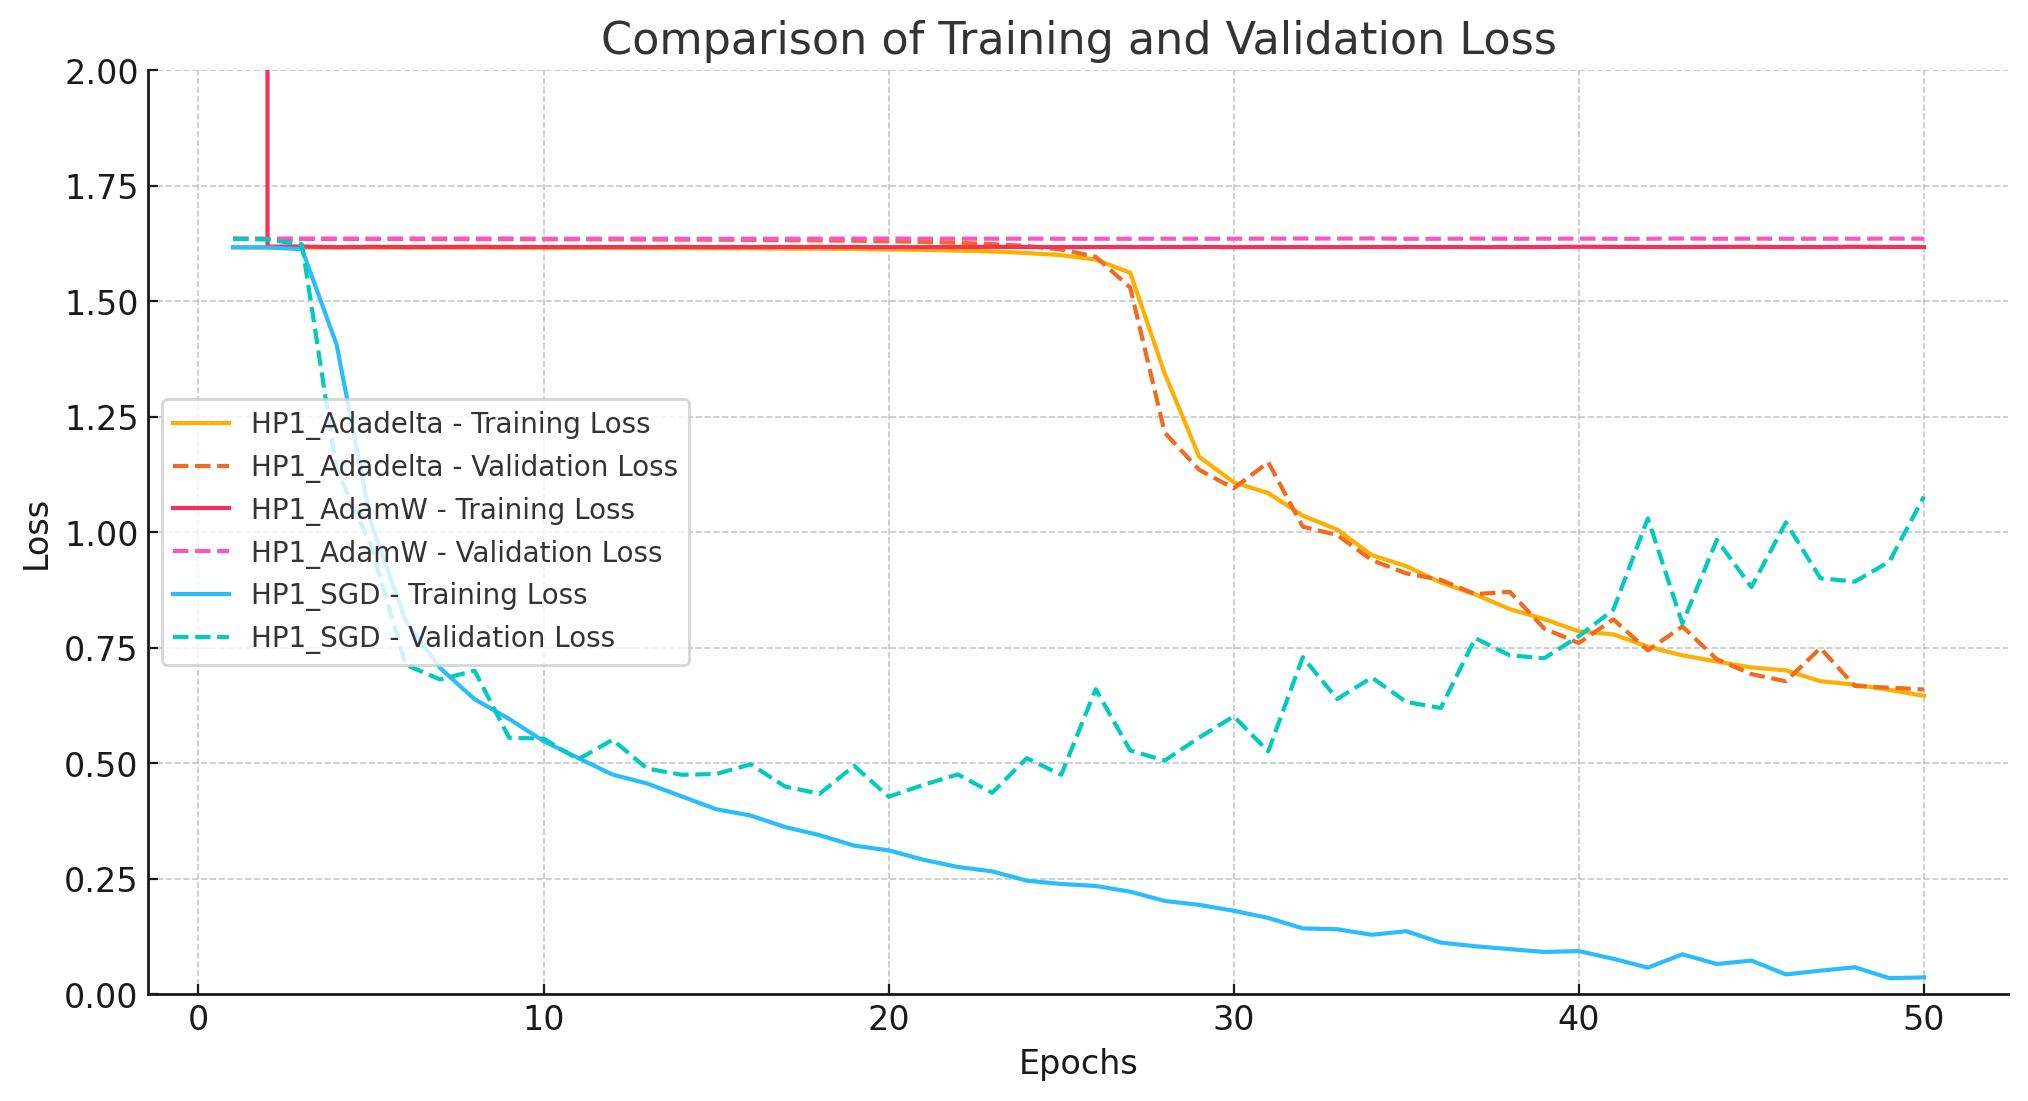 Comparison of Training and Validation Loss
2.00
1.75
1.50
1.25
1.00
0.75
0.50
0.25
0.00
Loss
HP1_Adadelta - Training Loss
HP1_Adadelta - Validation Loss
HP1_AdamW - Training Loss
HP1_AdamW - Validation Loss
HP1_SGD - Training Loss
HP1_SGD - Validation Loss
0 10 20 30 40 50
Epochs